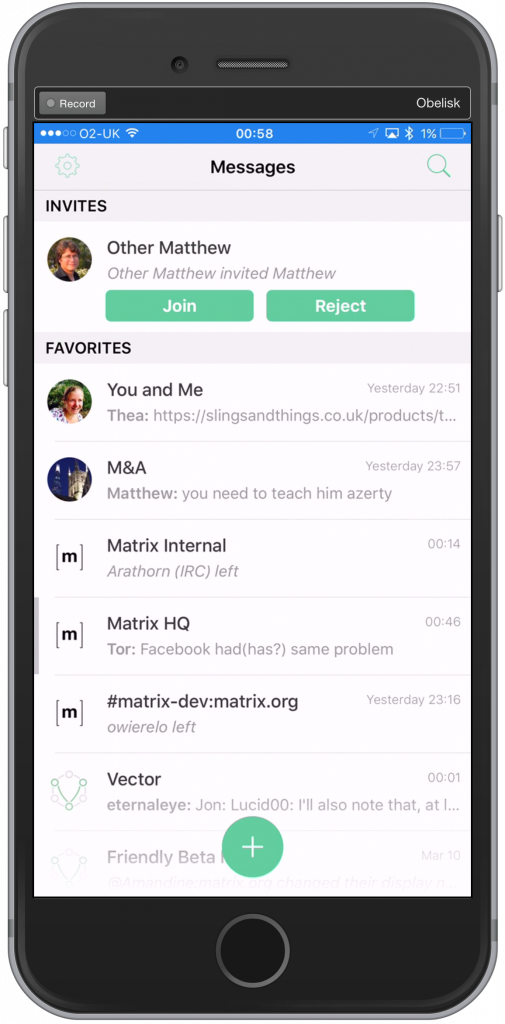 Record Obelisk
O2-UK 00:58 1%
Messages
INVITES
Other Matthew
Other Matthew invited Matthew
Join Reject
FAVORITES
You and Me Yesterday 22:51
Thea: https://slingsandthings.co.uk/products/t...
M&A Yesterday 23:57
Matthew: you need to teach him azerty
[m] Matrix Internal 00:14
Arathorn (IRC) left
[m] Matrix HQ 00:46
Tor: Facebook had(has?) same problem
[m] #matrix-dev:matrix.org Yesterday 23:16
owierelo left
Vector 00:01
eternaleye: Jon: Lucid00: I'll also note that, at l...
Friendly Beta Mar 10
@Amandine:matrix.org changed their display n...